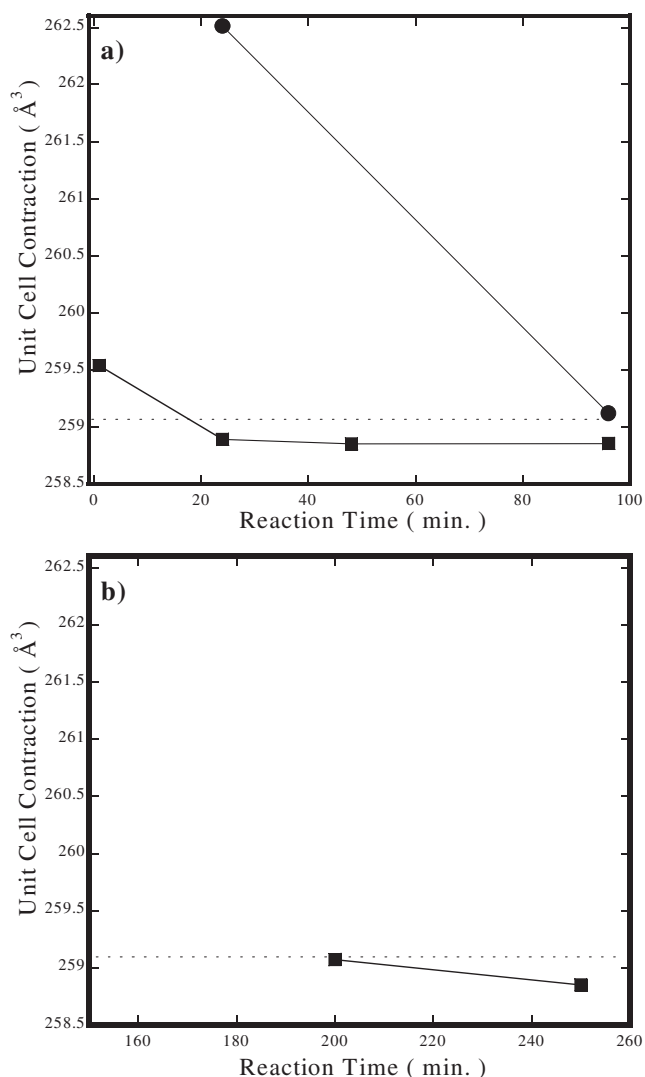 262.5
a)
262
261.5
261
260.5
260
259.5
259
258.5
Unit Cell Contraction ( Å³ )
0 20 40 60 80 100
Reaction Time ( min. )
262.5
b)
262
261.5
261
260.5
260
259.5
259
258.5
Unit Cell Contraction ( Å³ )
160 180 200 220 240 260
Reaction Time ( min. )